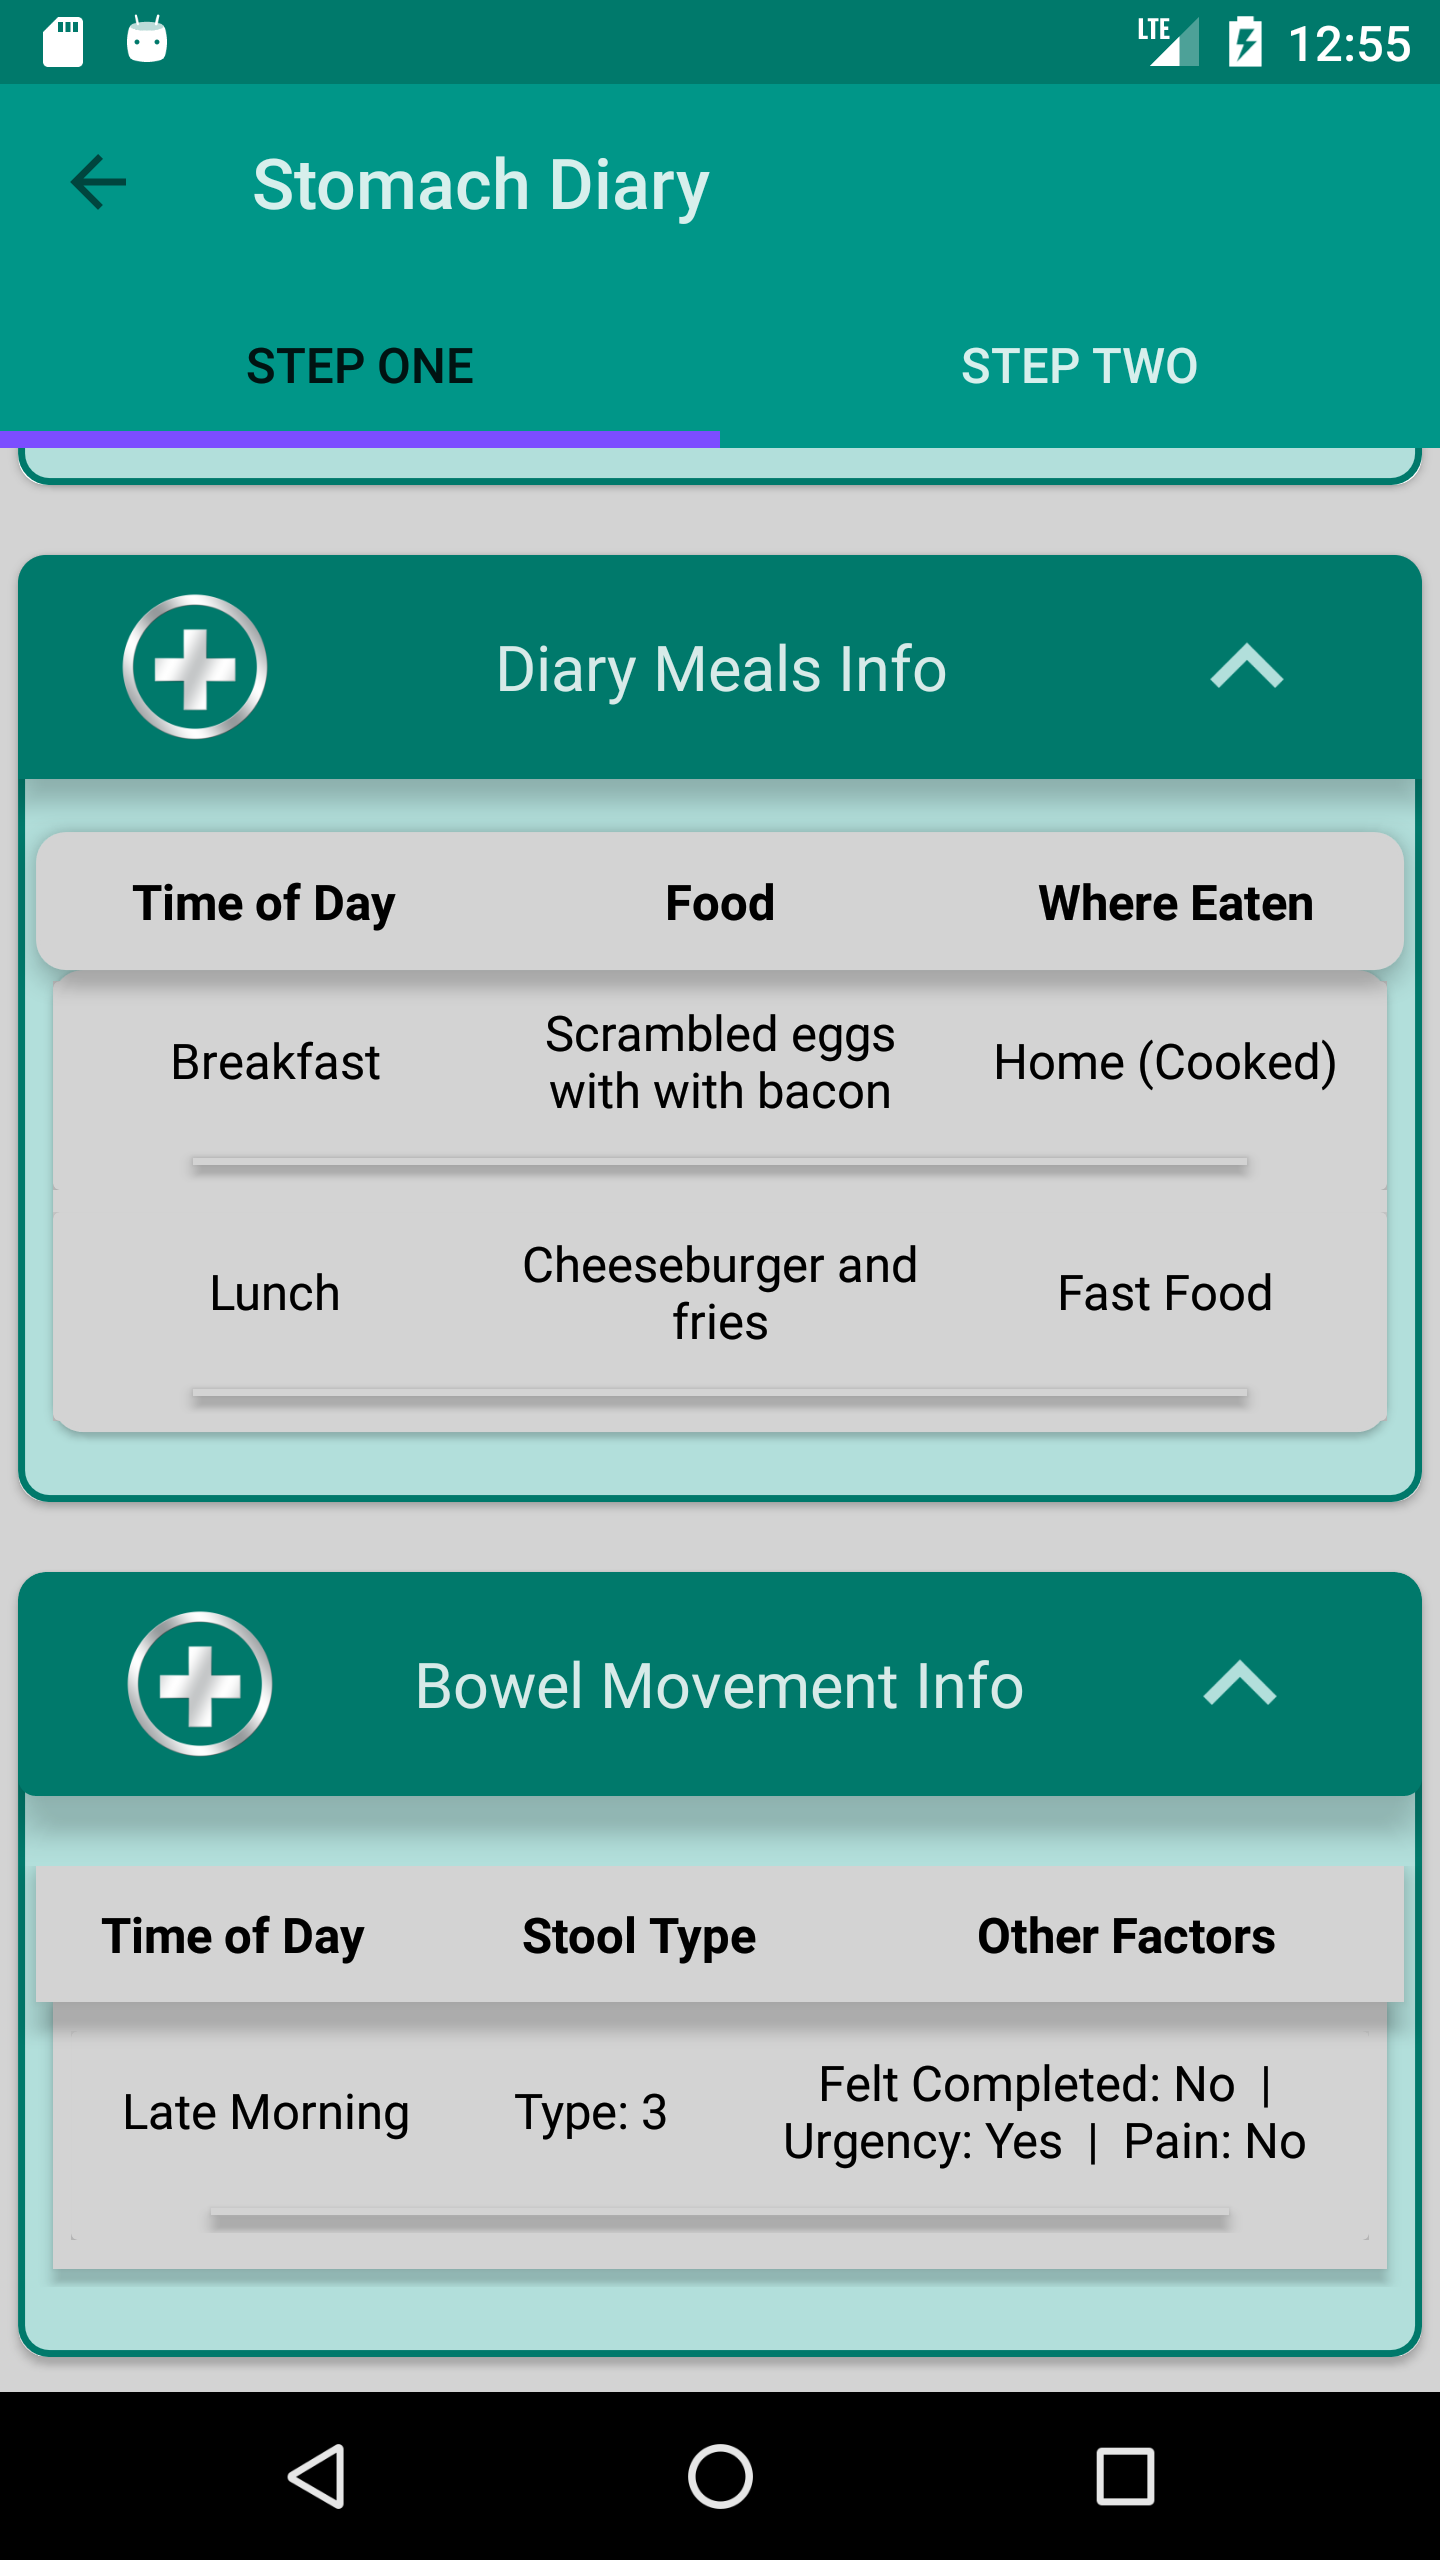 LTE 12:55
Stomach Diary
STEP ONE STEP TWO
Diary Meals Info
Time of Day Food Where Eaten
Breakfast Scrambled eggs with with bacon Home (Cooked)
Lunch Cheeseburger and fries Fast Food
Bowel Movement Info
Time of Day Stool Type Other Factors
Late Morning Type: 3 Felt Completed: No | Urgency: Yes | Pain: No